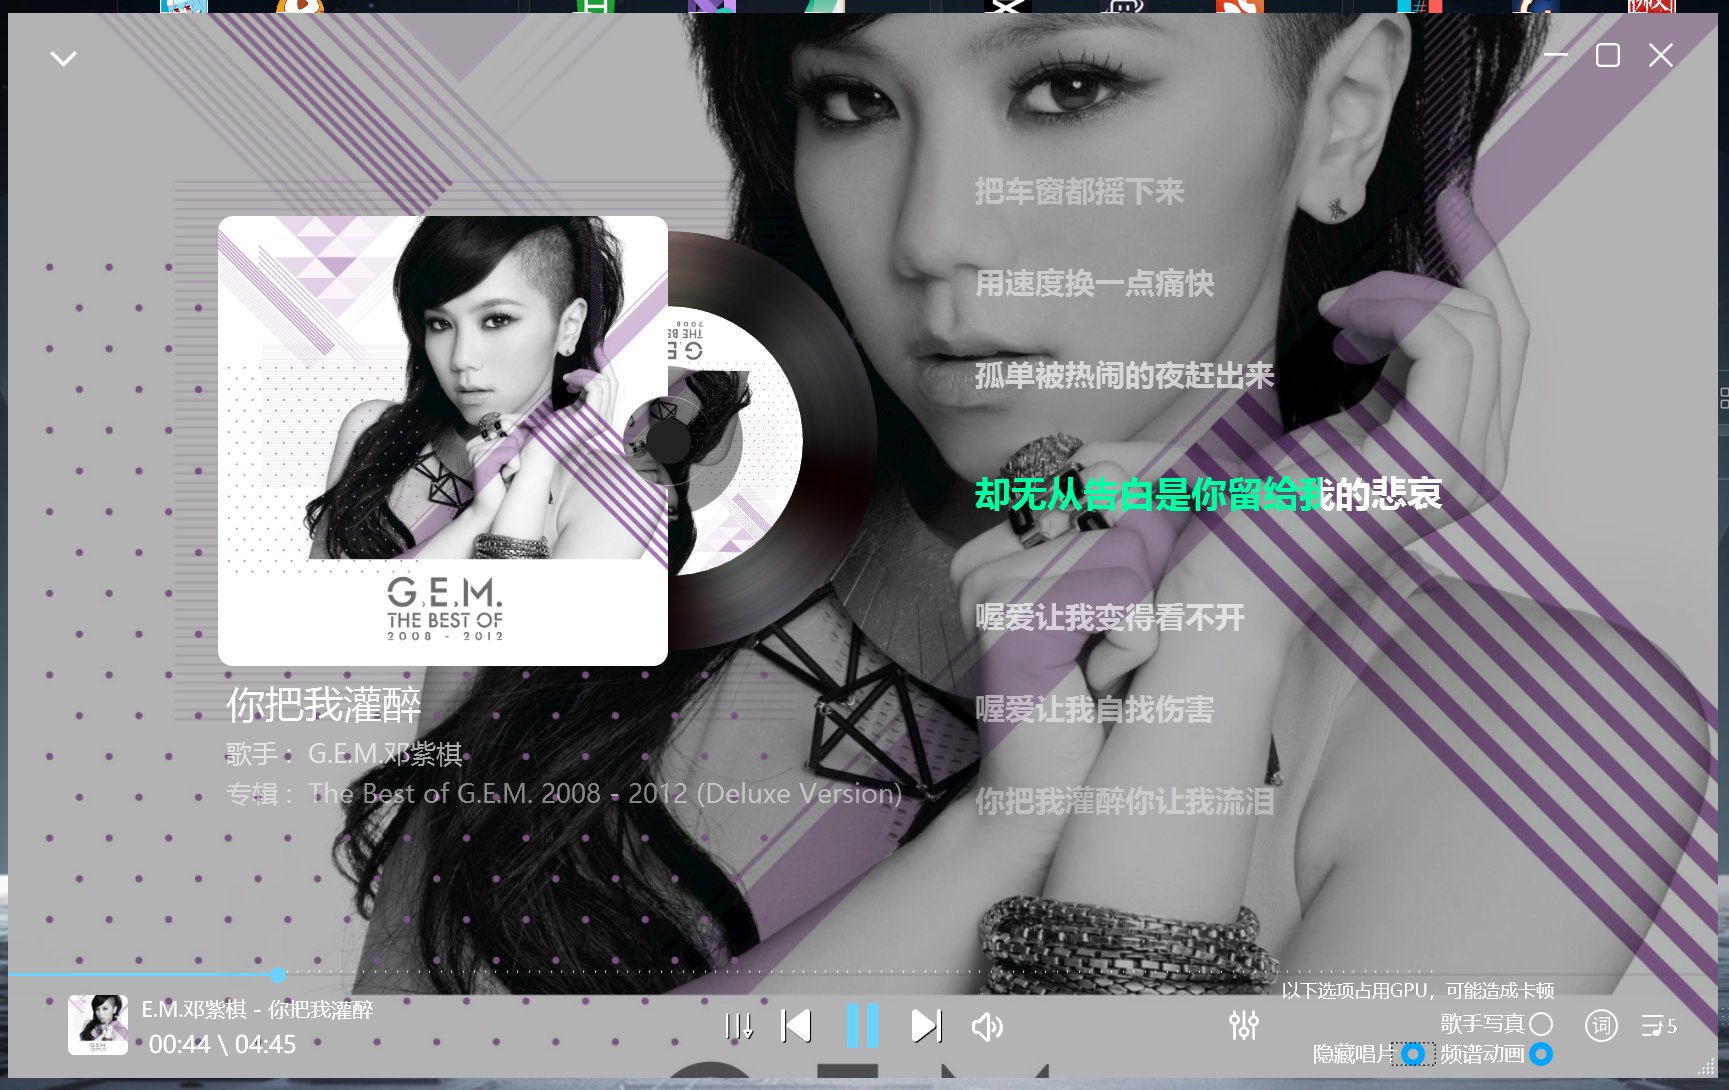 把车窗都摇下来
用速度换一点痛快
孤单被热闹的夜赶出来
却无从告白是你留给我的悲哀
喔爱让我变得看不开
喔爱让我自找伤害
你把我灌醉你让我流泪
THE BEST OF
2008
G.E.M.
THE BEST OF
2008 - 2012
你把我灌醉
歌手： G.E.M.邓紫棋
专辑： The Best of G.E.M. 2008 - 2012 (Deluxe Version)
E.M.邓紫棋 - 你把我灌醉
00:44 \ 04:45
以下选项占用GPU，可能造成卡顿
歌手写真
隐藏唱片
频谱动画
词
5